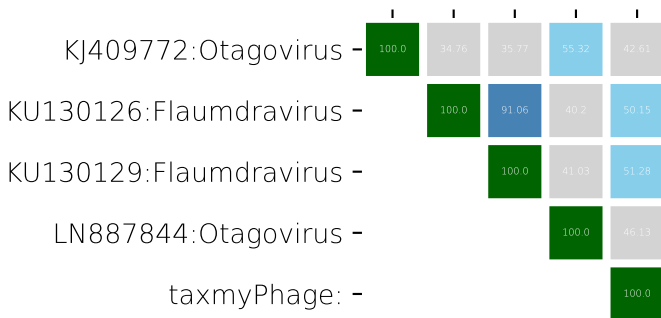 KJ409772:Otagovirus 100.0 34.76 35.77 55.32 42.61
KU130126:Flaumdravirus 100.0 91.06 40.2 50.15
KU130129:Flaumdravirus 100.0 41.03 51.28
LN887844:Otagovirus 100.0 46.13
taxmyPhage: 100.0